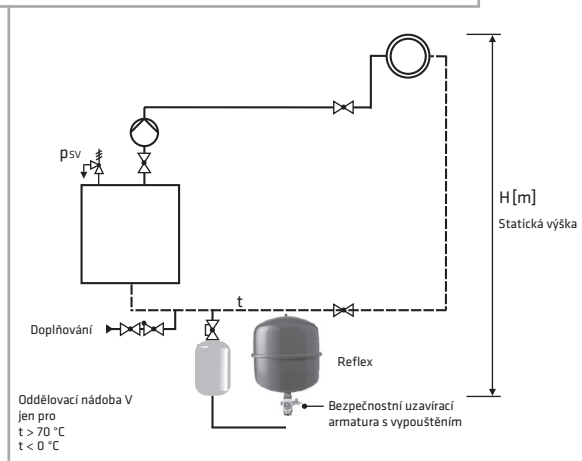 pSV
H [m]
Statická výška
t
Doplňování
Reflex
Oddělovací nádoba V
jen pro
t > 70 °C
t < 0 °C
Bezpečnostní uzavírací
armatura s vypouštěním